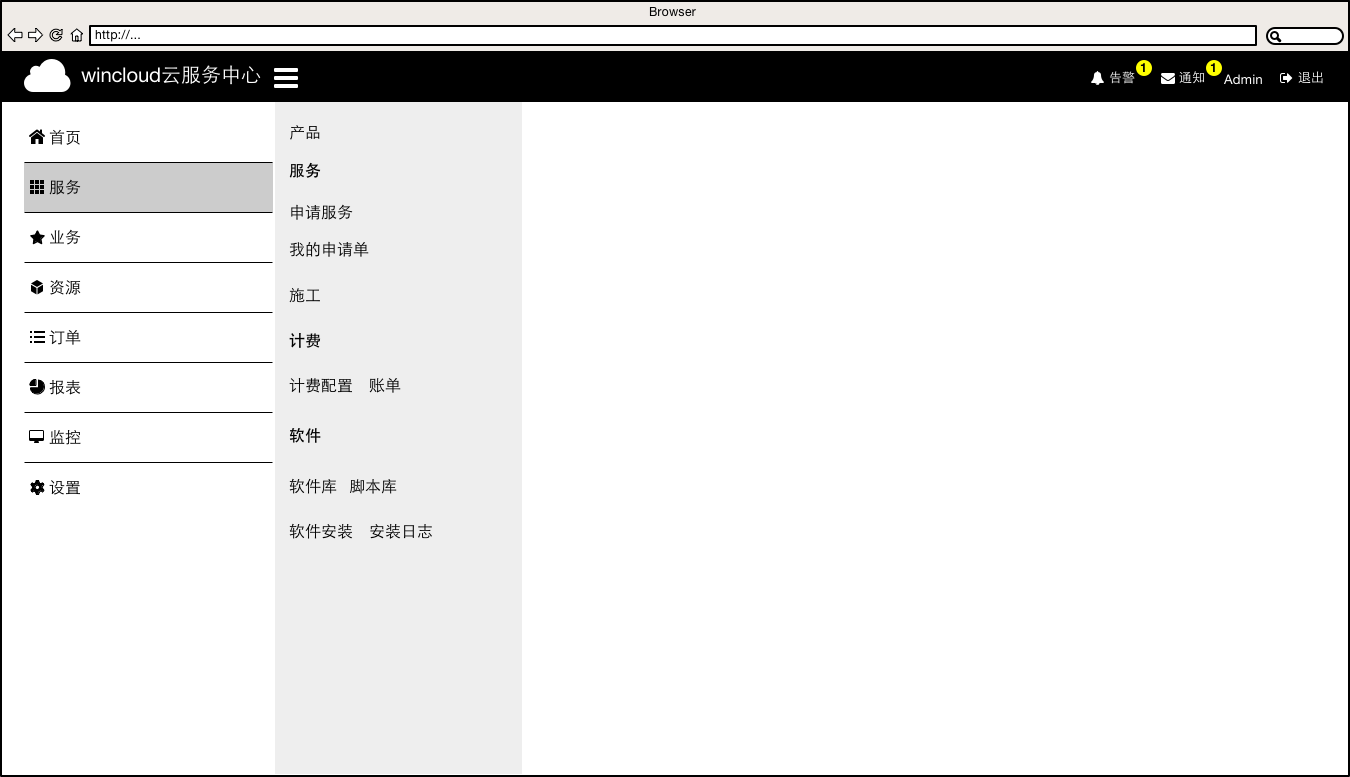 Browser
http://...
wincloud云服务中心
告警 1 通知 1 Admin 退出
首页
服务
业务
资源
订单
报表
监控
设置
产品
服务
申请服务
我的申请单
施工
计费
计费配置 账单
软件
软件库 脚本库
软件安装 安装日志